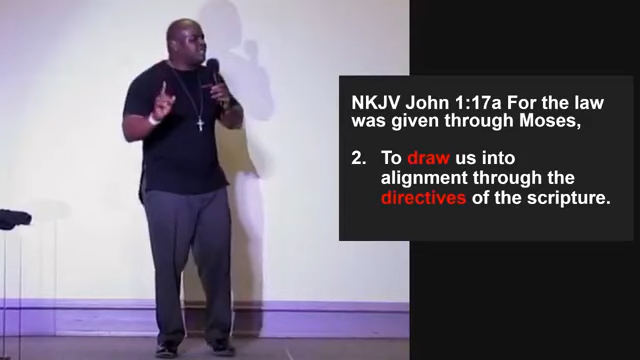 NKJV John 1:17a For the law
was given through Moses,
2. To draw us into
alignment through the
directives of the scripture.